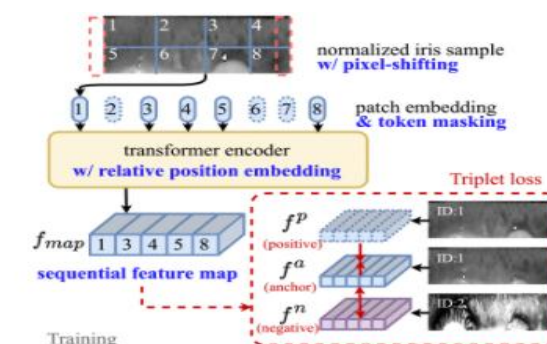 1 2 3 4
5 6 7 8
normalized iris sample
w/ pixel-shifting
1 2 3 4 5 6 7 8
patch embedding
& token masking
transformer encoder
w/ relative position embedding
Triplet loss
f map
1 3 4 5 8
sequential feature map
f p
(positive)
ID:1
f a
(anchor)
ID:1
f n
(negative)
ID:2
Training